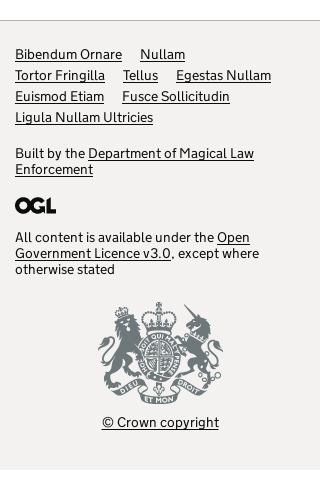 Bibendum Ornare Nullam
Tortor Fringilla Tellus Egestas Nullam
Euismod Etiam Fusce Sollicitudin
Ligula Nullam Ultricies
Built by the Department of Magical Law
Enforcement
OGL
All content is available under the Open
Government Licence v3.0, except where
otherwise stated
DIEU ET MON DROIT
© Crown copyright